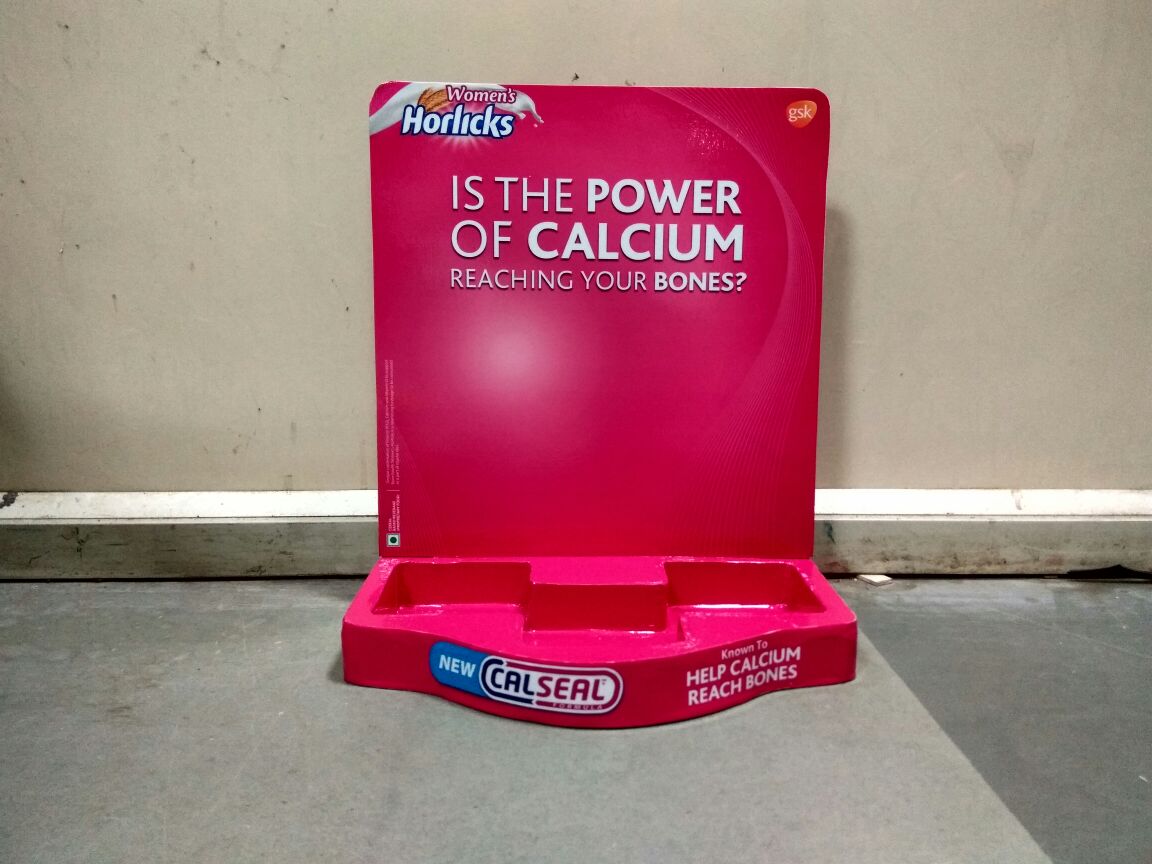 Women's
Horlicks
gsk
IS THE POWER
OF CALCIUM
REACHING YOUR BONES?
NEW
CALSEAL
FORMULA
Known To
HELP CALCIUM
REACH BONES